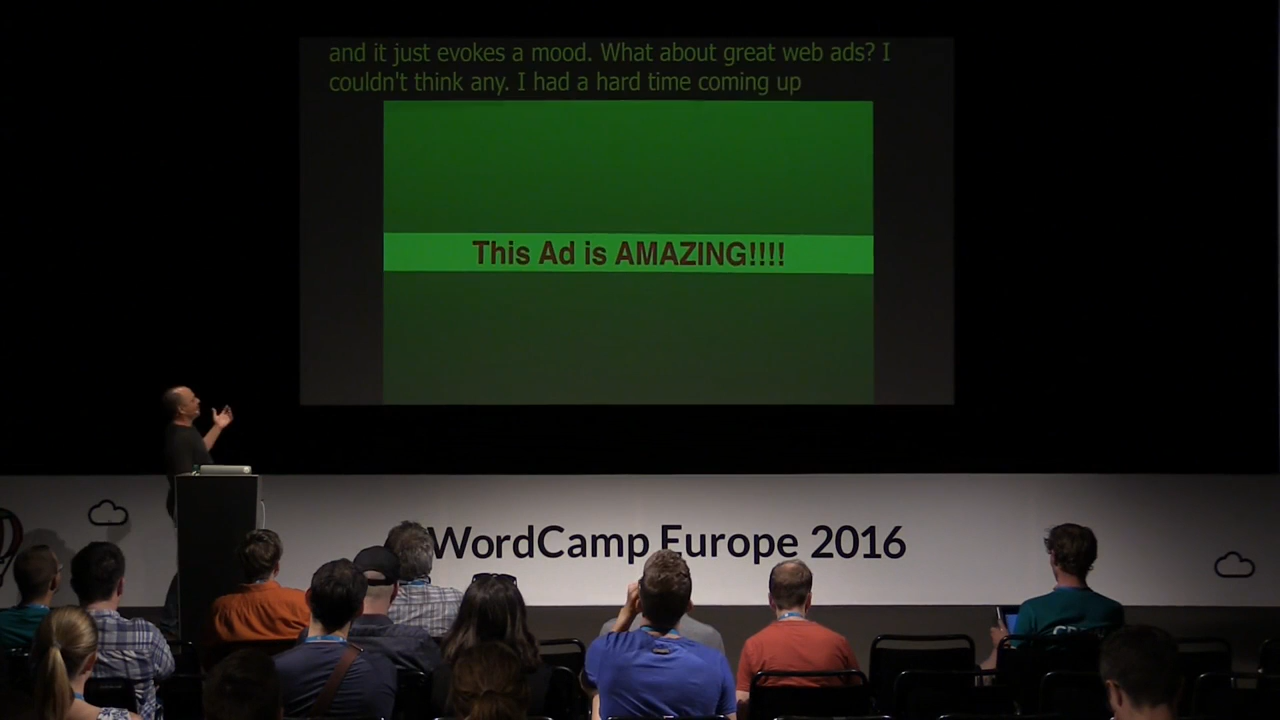 and it just evokes a mood. What about great web ads? I
couldn't think any. I had a hard time coming up
This Ad is AMAZING!!!!
WordCamp Europe 2016